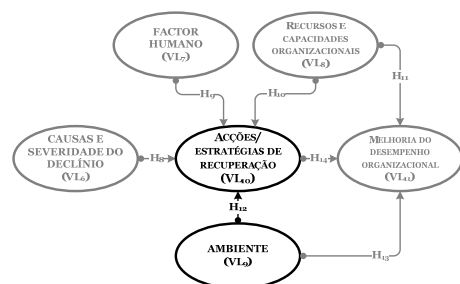 FACTOR
HUMANO
(VL7)
RECURSOS E
CAPACIDADES
ORGANIZACIONAIS
(VL8)
H9
H10
H11
CAUSAS E
SEVERIDADE DO
DECLÍNIO
(VL6)
H8
ACÇÕES/
ESTRATÉGIAS DE
RECUPERAÇÃO
(VL10)
H14
MELHORIA DO
DESEMPENHO
ORGANIZACIONAL
(VL11)
H12
AMBIENTE
(VL9)
H13